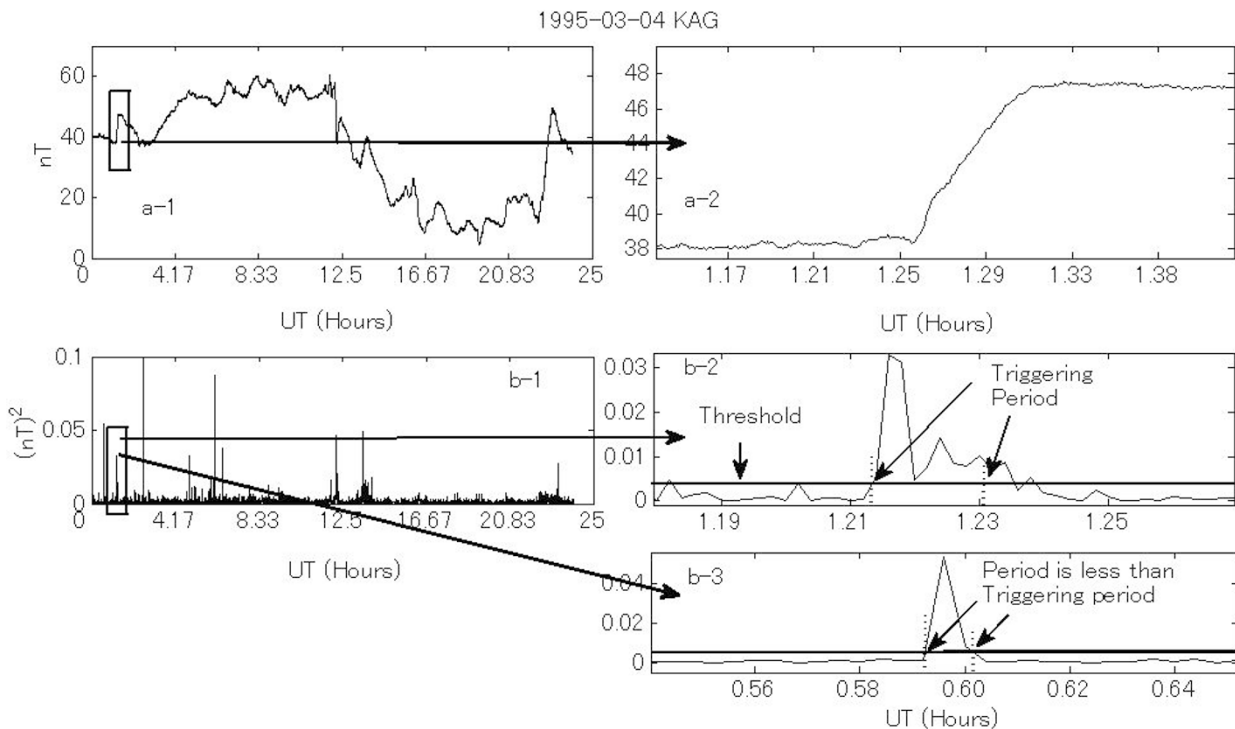 1995-03-04 KAG
60
40
20
0
nT
a-1
0
4.17
8.33
12.5
16.67
20.83
25
UT (Hours)
48
46
44
42
40
38
a-2
1.17
1.21
1.25
1.29
1.33
1.38
UT (Hours)
0.1
0.05
0
(nT)2
b-1
0
4.17
8.33
12.5
16.67
20.83
25
UT (Hours)
0.03
0.02
0.01
0
b-2
Triggering
Period
Threshold
1.19
1.21
1.23
1.25
0.04
0.02
0
b-3
Period is less than
Triggering period
0.56
0.58
0.60
0.62
0.64
UT (Hours)